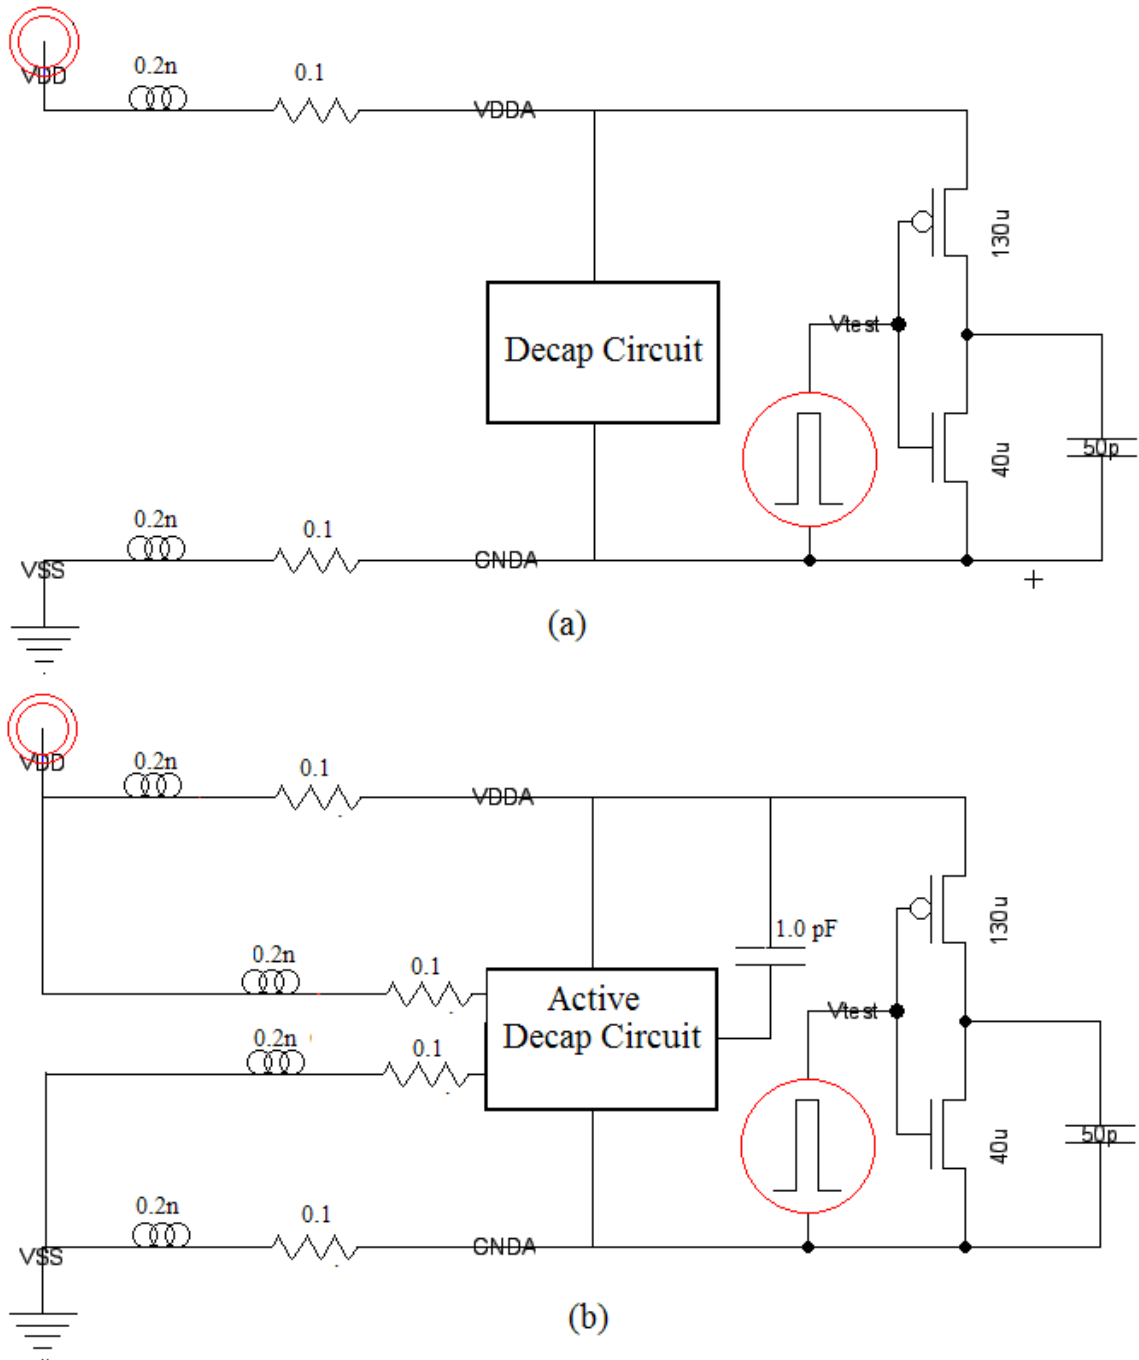 VDD
0.2n
0.1
VDDA
130u
Decap Circuit
Vtest
40u
50p
0.2n
0.1
VSS
GNDA
+
(a)
VDD
0.2n
0.1
VDDA
130u
1.0 pF
0.2n
0.1
Active
Decap Circuit
Vtest
0.2n
0.1
40u
50p
0.2n
0.1
VSS
GNDA
(b)